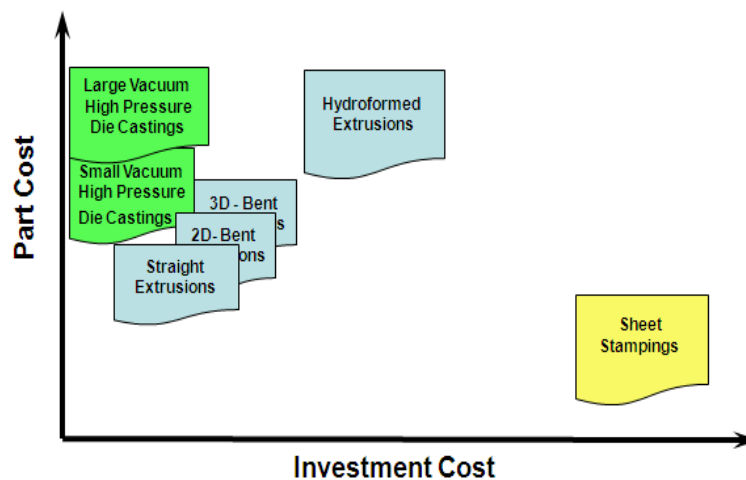 Large Vacuum
High Pressure
Die Castings
Hydroformed
Extrusions
Small Vacuum
High Pressure
Die Castings
3D - Bent
2D- Bent
Straight
Extrusions
Sheet
Stampings
Part Cost
Investment Cost